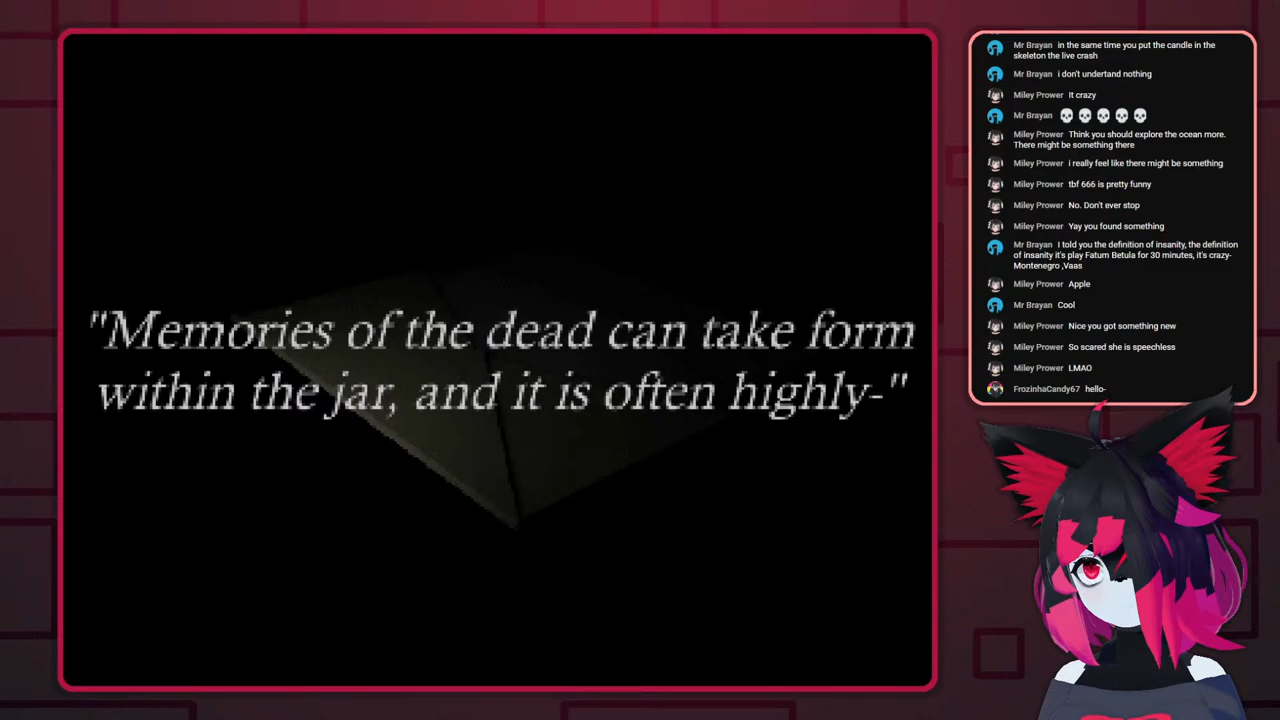 "Memories of the dead can take form
within the jar, and it is often highly-"
Mr Brayan in the same time you put the candle in the
skeleton the live crash
Mr Brayan i don't undertand nothing
Miley Prower It crazy
Mr Brayan 💀 💀 💀 💀 💀
Miley Prower Think you should explore the ocean more.
There might be something there
Miley Prower i really feel like there might be something
Miley Prower tbf 666 is pretty funny
Miley Prower No. Don't ever stop
Miley Prower Yay you found something
Mr Brayan I told you the definition of insanity, the definition
of insanity it's play Fatum Betula for 30 minutes, it's crazy-
Montenegro ,Vaas
Miley Prower Apple
Mr Brayan Cool
Miley Prower Nice you got something new
Miley Prower So scared she is speechless
Miley Prower LMAO
FrozinhaCandy67 hello-